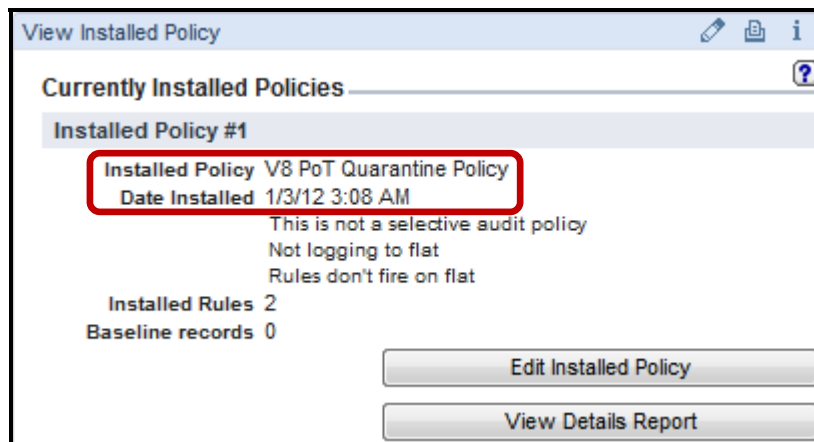 View Installed Policy
Currently Installed Policies
Installed Policy #1
Installed Policy V8 PoT Quarantine Policy
Date Installed 1/3/12 3:08 AM
This is not a selective audit policy
Not logging to flat
Rules don't fire on flat
Installed Rules 2
Baseline records 0
Edit Installed Policy
View Details Report